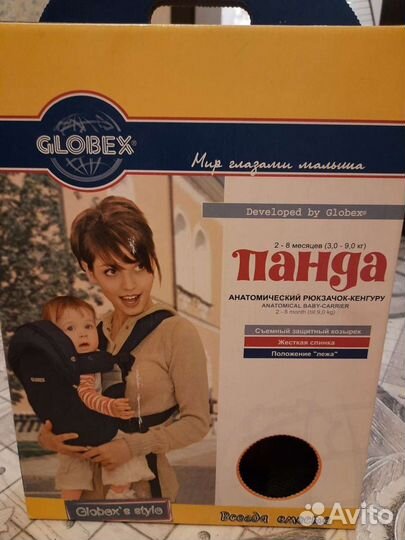 GLOBEX®
Мир глазами малыша
Developed by Globex®
2 - 8 месяцев (3,0 - 9,0 кг)
панда
АНАТОМИЧЕСКИЙ РЮКЗАЧОК-КЕНГУРУ
ANATOMICAL BABY-CARRIER
2 - 8 month (till 9,0 kg)
Съемный защитный козырек
Жесткая спинка
Положение "лежа"
GLOBEX
Globex's style
Всегда вместе
Avito